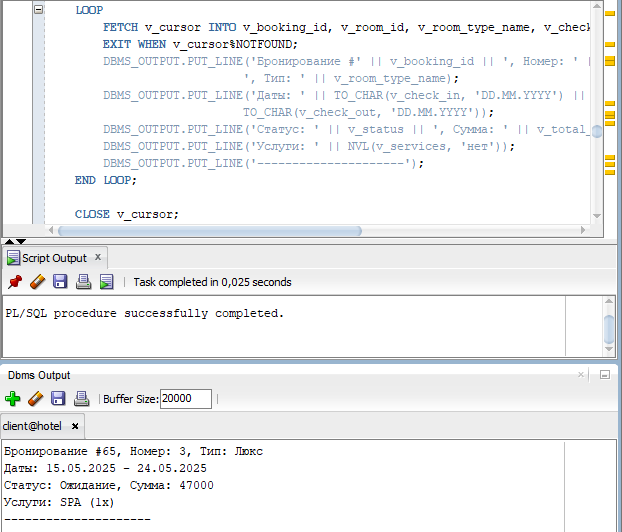 LOOP
FETCH v_cursor INTO v_booking_id, v_room_id, v_room_type_name, v_check
EXIT WHEN v_cursor%NOTFOUND;
DBMS_OUTPUT.PUT_LINE('Бронирование #' || v_booking_id || ', Номер: ' ||
', Тип: ' || v_room_type_name);
DBMS_OUTPUT.PUT_LINE('Даты: ' || TO_CHAR(v_check_in, 'DD.MM.YYYY') ||
TO_CHAR(v_check_out, 'DD.MM.YYYY'));
DBMS_OUTPUT.PUT_LINE('Статус: ' || v_status || ', Сумма: ' || v_total_
DBMS_OUTPUT.PUT_LINE('Услуги: ' || NVL(v_services, 'нет'));
DBMS_OUTPUT.PUT_LINE('---------------------');
END LOOP;
CLOSE v_cursor;
Script Output x
Task completed in 0,025 seconds
PL/SQL procedure successfully completed.
Dbms Output
Buffer Size: 20000
client@hotel x
Бронирование #65, Номер: 3, Тип: Люкс
Даты: 15.05.2025 - 24.05.2025
Статус: Ожидание, Сумма: 47000
Услуги: SPA (1x)
---------------------